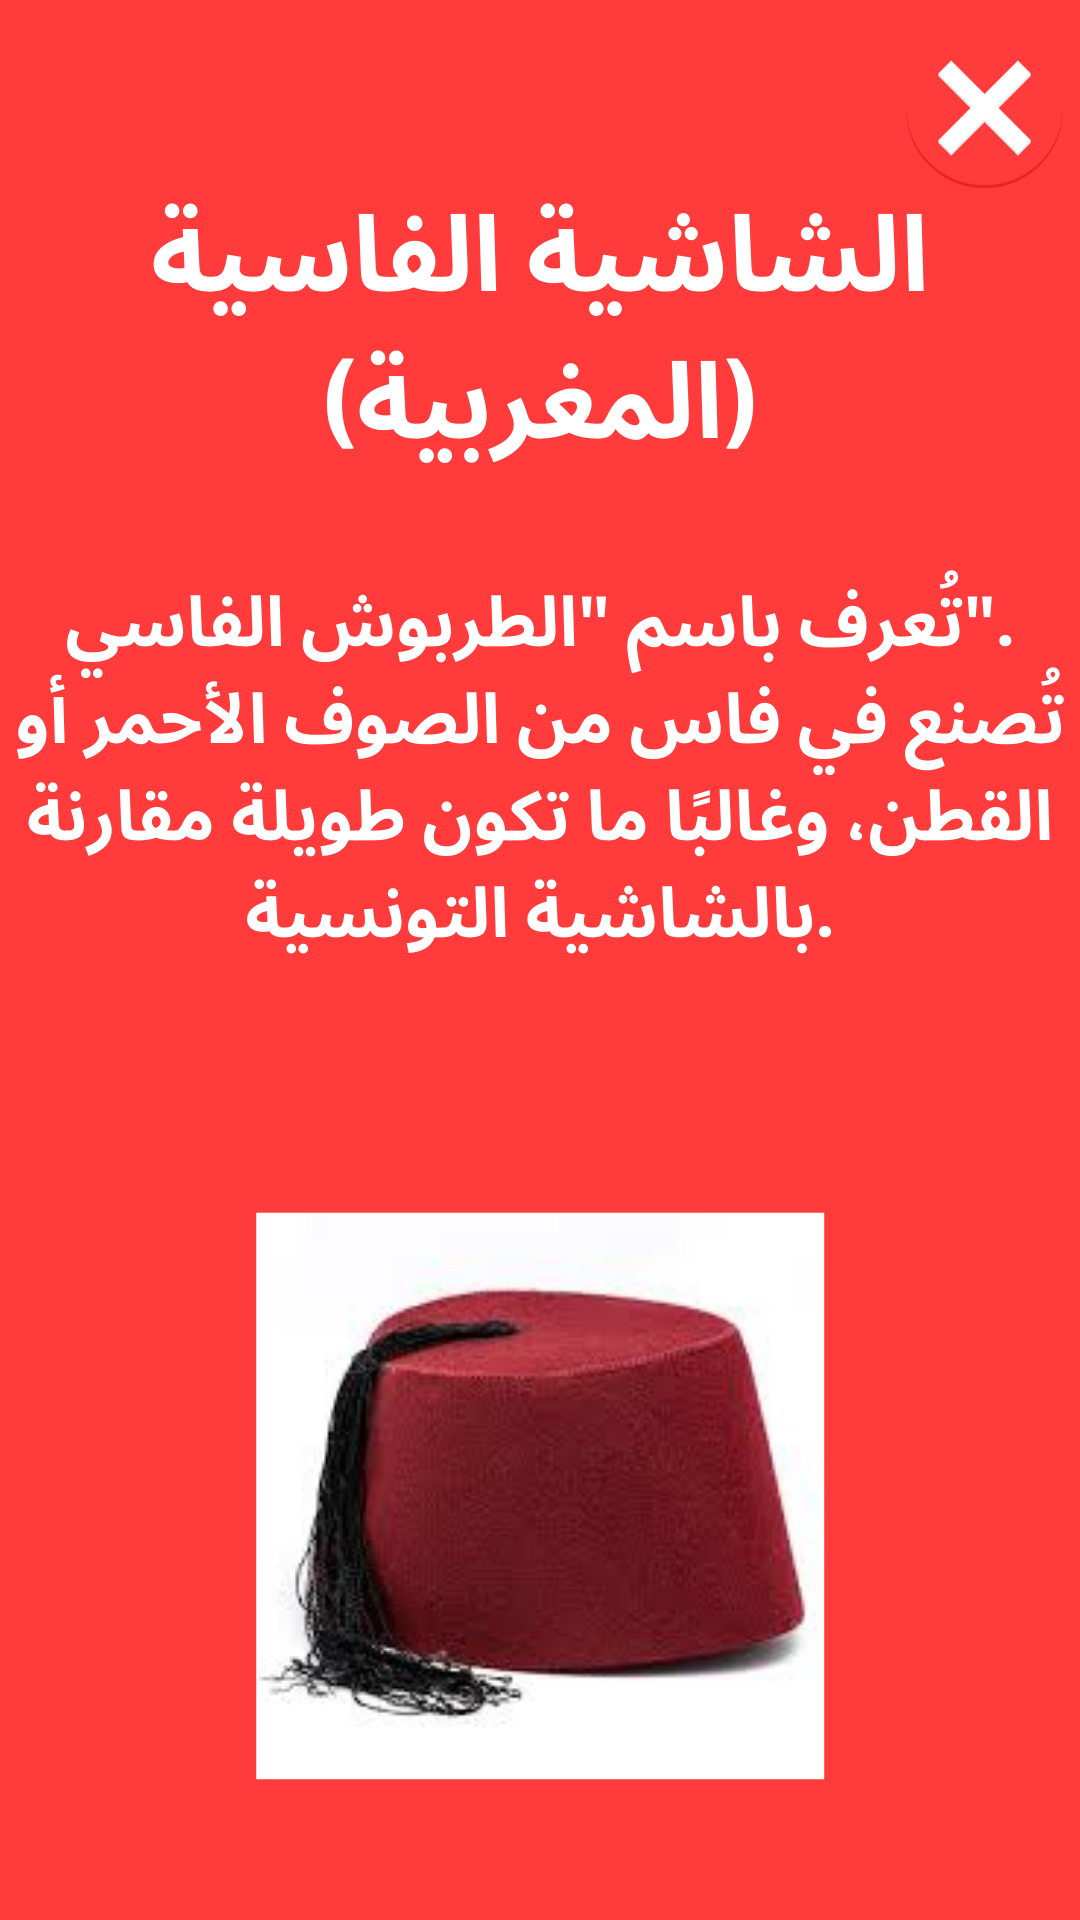 الشاشية الفاسية
(المغربية)
تُعرف باسم "الطربوش الفاسي".
تُصنع في فاس من الصوف الأحمر أو
القطن، وغالبًا ما تكون طويلة مقارنة
بالشاشية التونسية.